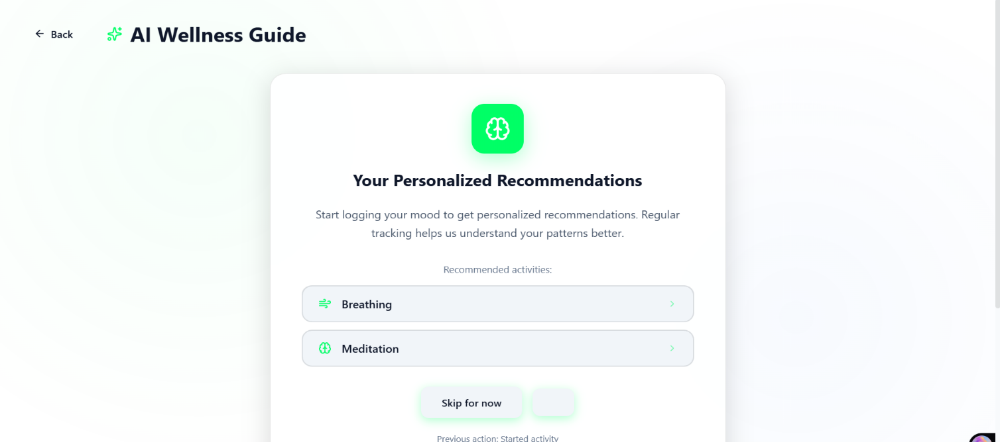 Back
AI Wellness Guide
Your Personalized Recommendations
Start logging your mood to get personalized recommendations. Regular
tracking helps us understand your patterns better.
Recommended activities:
Breathing
Meditation
Skip for now
Previous action: Started activity